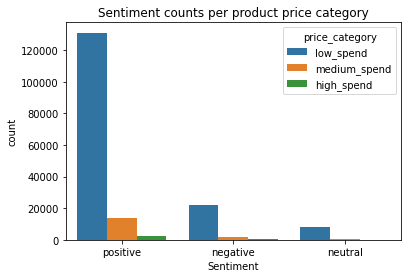 Sentiment counts per product price category
price_category
low_spend
medium_spend
high_spend
120000
100000
80000
60000
40000
20000
0
count
positive
negative
neutral
Sentiment